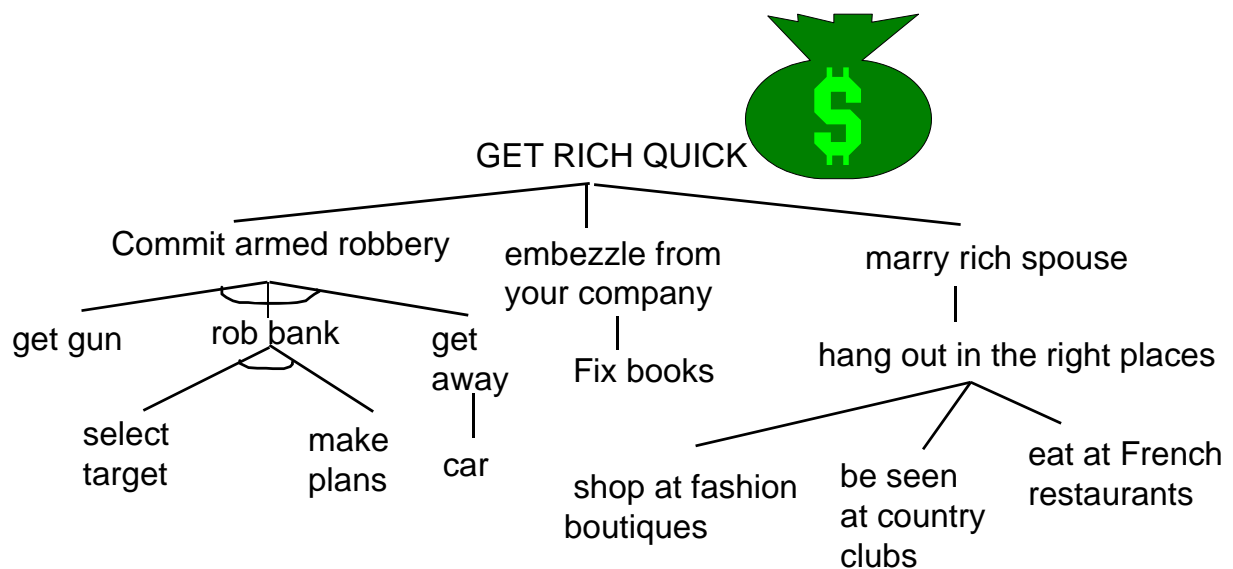 $
GET RICH QUICK
Commit armed robbery
embezzle from
your company
marry rich spouse
get gun
rob bank
get
away
Fix books
hang out in the right places
select
target
make
plans
car
shop at fashion
boutiques
be seen
at country
clubs
eat at French
restaurants